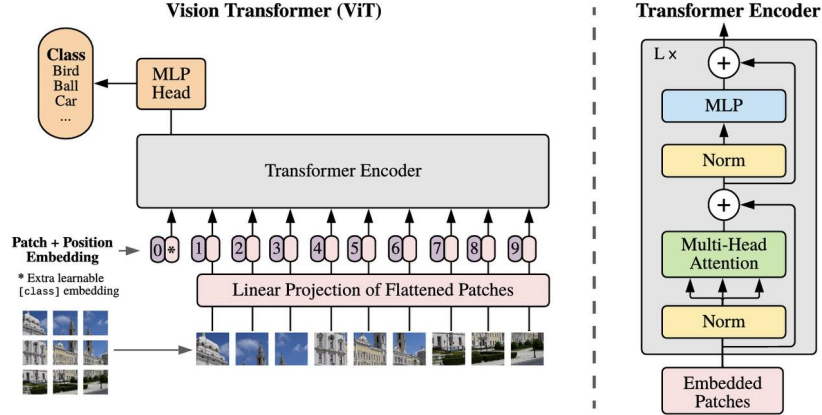 Vision Transformer (ViT)
Class
Bird
Ball
Car
...
MLP
Head
Transformer Encoder
Patch + Position
Embedding
0 * 1 2 3 4 5 6 7 8 9
* Extra learnable
[class] embedding
Linear Projection of Flattened Patches
Transformer Encoder
L x
+
MLP
Norm
+
Multi-Head
Attention
Norm
Embedded
Patches